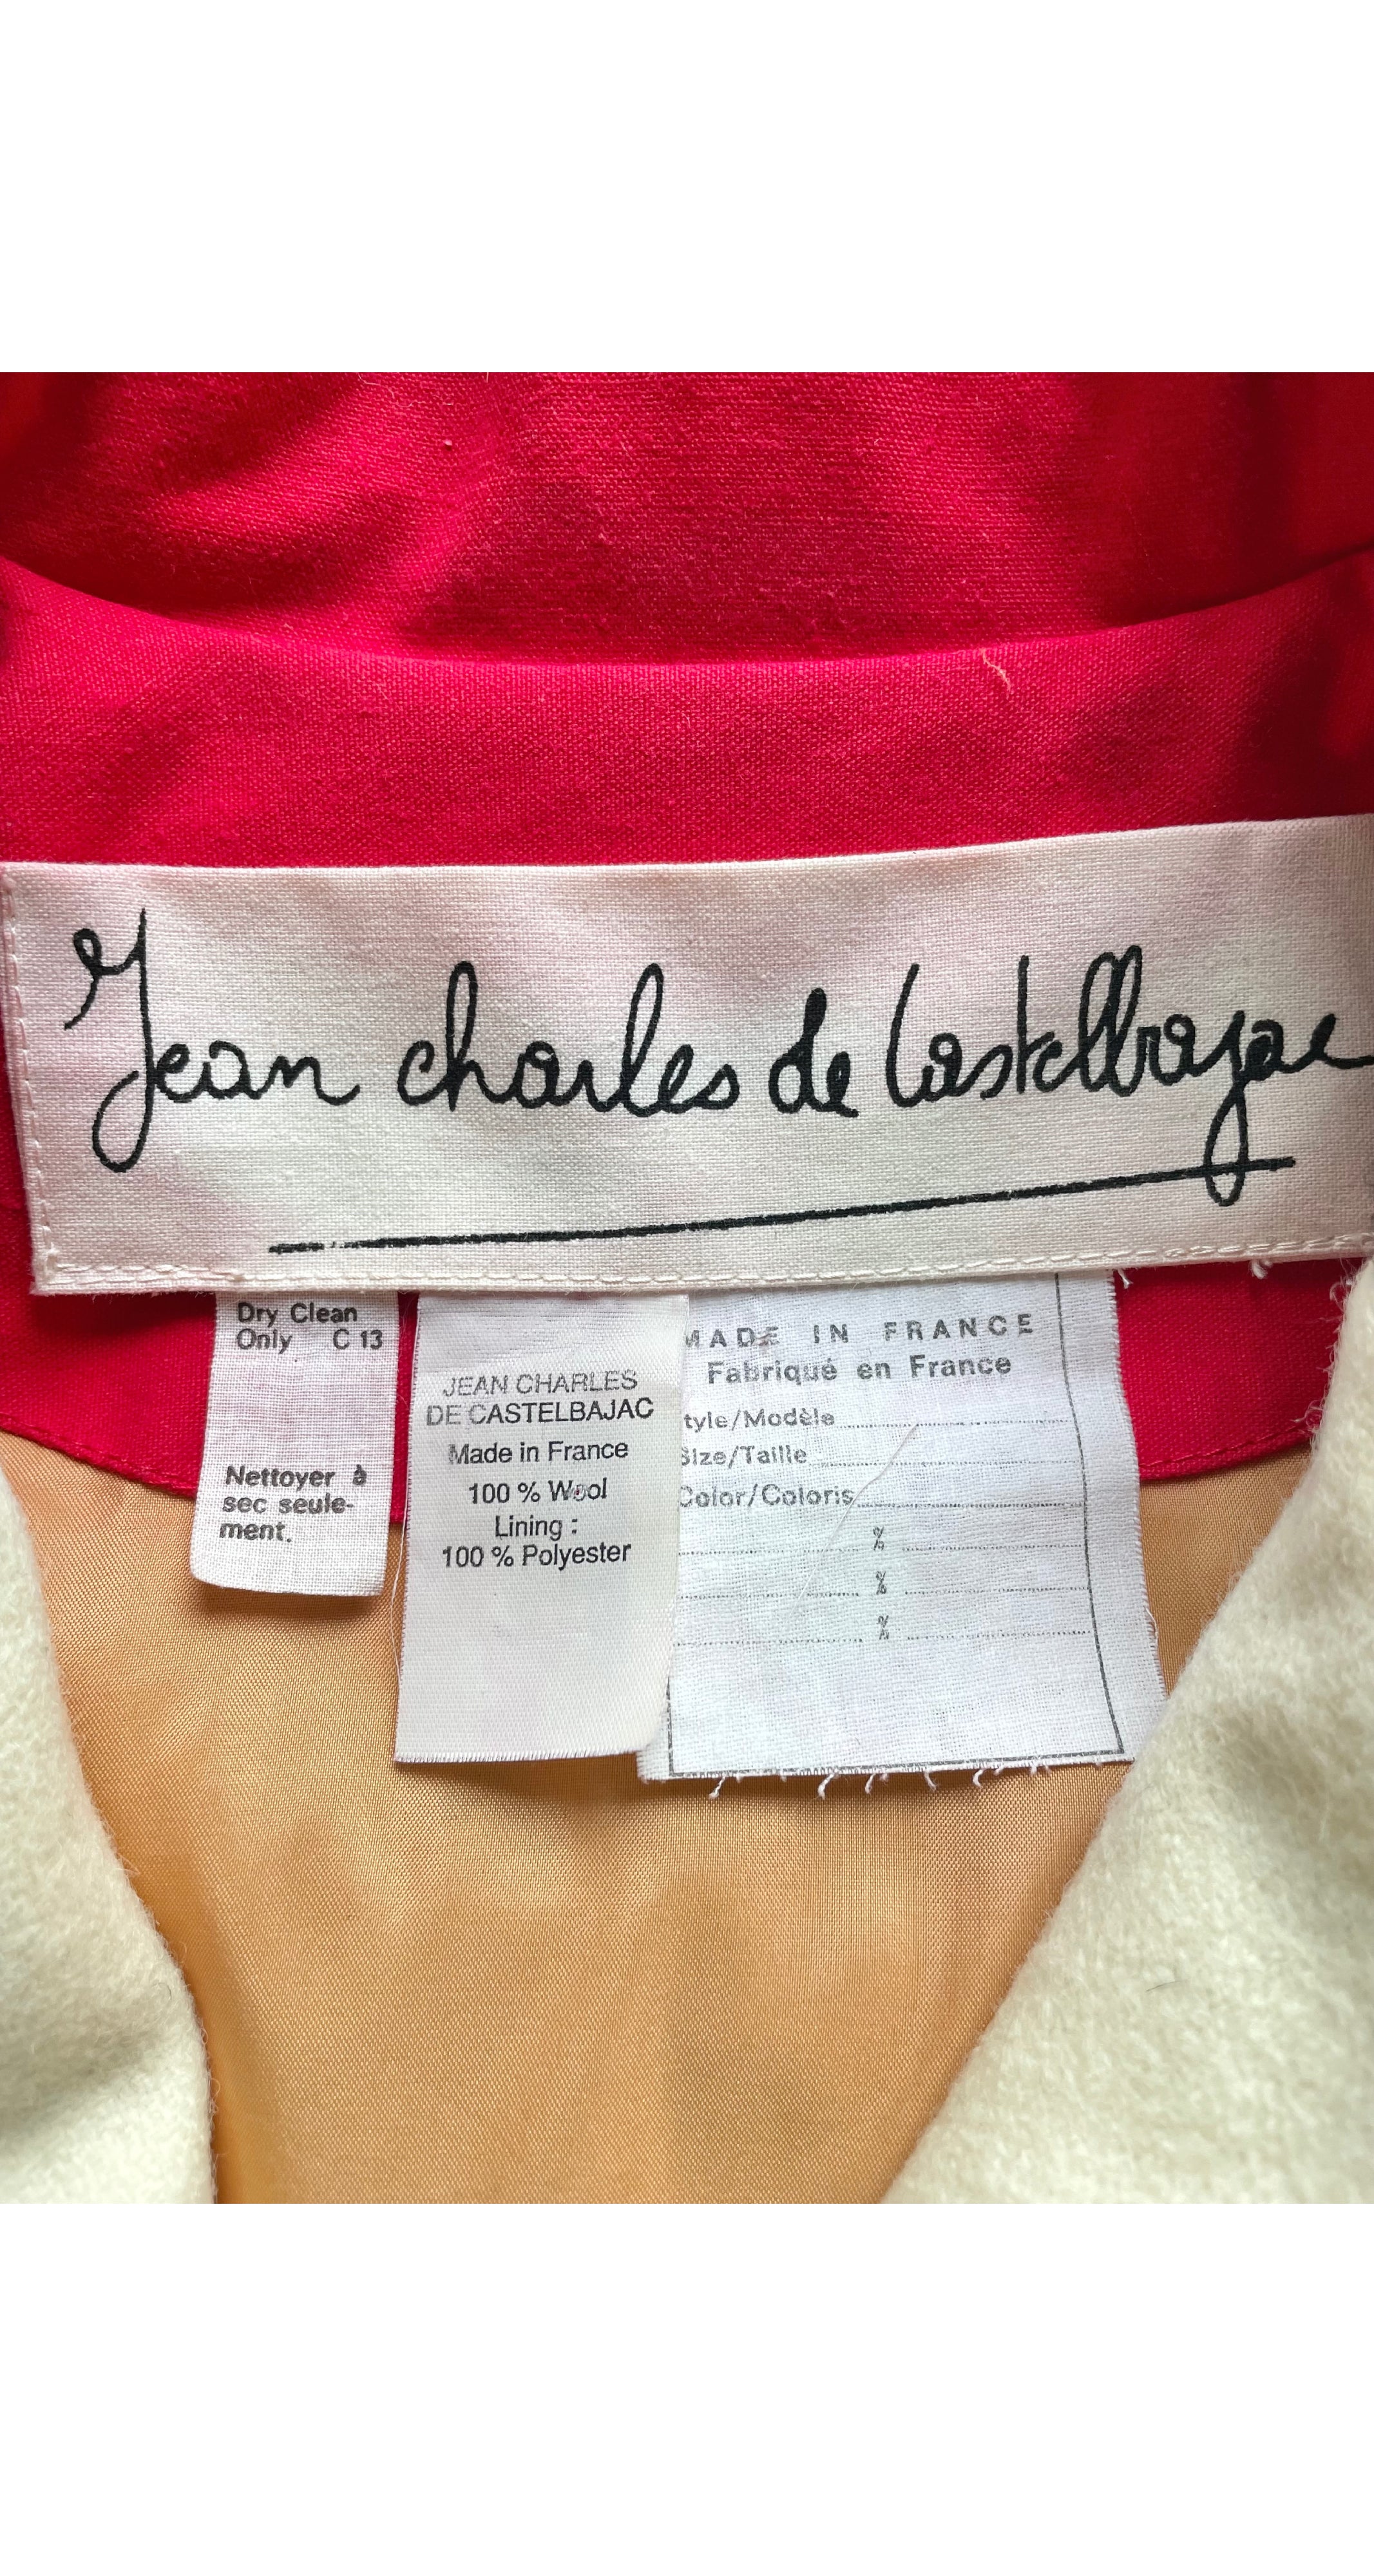 Jean charles de Castelbajac
Dry Clean
Only C 13
Nettoyer à
sec seule-
ment.
JEAN CHARLES
DE CASTELBAJAC
Made in France
100 % Wool
Lining :
100 % Polyester
MADE IN FRANCE
Fabriqué en France
tyle/Modèle
Size/Taille
Color/Coloris
%
%
%